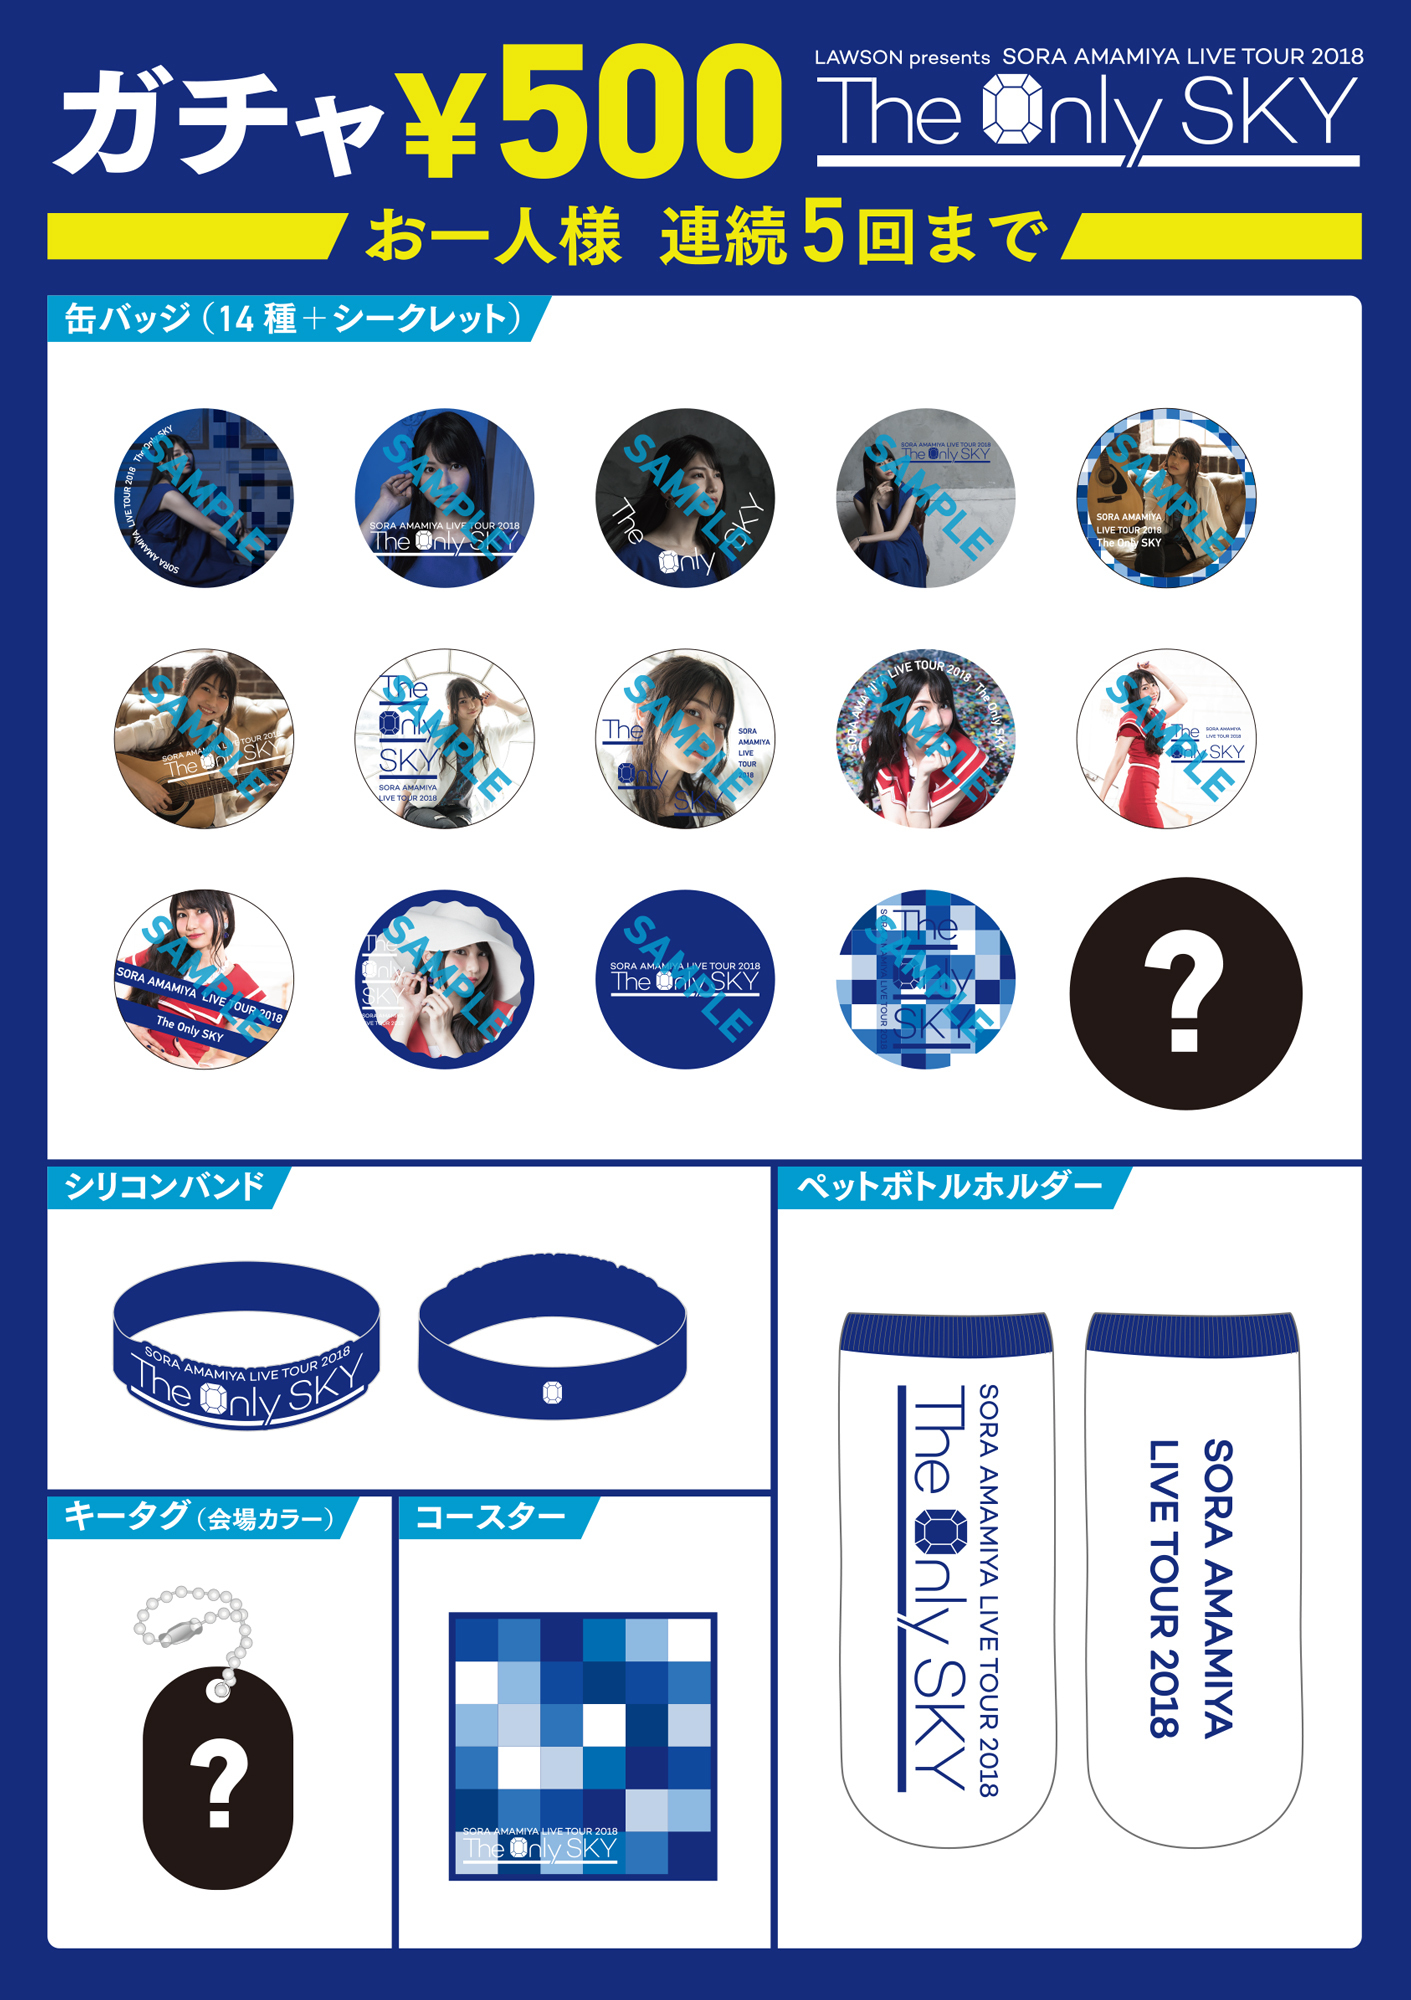 ガチャ¥500
LAWSON presents SORA AMAMIYA LIVE TOUR 2018
The Only SKY
お一人様 連続5回まで
缶バッジ（14種＋シークレット）
SORA AMAMIYA LIVE TOUR 2018 The Only SKY
SAMPLE
SORA AMAMIYA LIVE TOUR 2018
The Only SKY
SAMPLE
The Only SKY
SAMPLE
SORA AMAMIYA LIVE TOUR 2018
The Only SKY
SAMPLE
SORA AMAMIYA
LIVE TOUR 2018
The Only SKY
SAMPLE
SORA AMAMIYA LIVE TOUR 2018
The Only SKY
SAMPLE
The
Only
SKY
SORA AMAMIYA
LIVE TOUR 2018
SAMPLE
The
Only
SKY
SORA
AMAMIYA
LIVE
TOUR
2018
SAMPLE
SORA AMAMIYA LIVE TOUR 2018 The Only SKY
SAMPLE
The
Only SKY
SORA AMAMIYA
LIVE TOUR 2018
SAMPLE
SORA AMAMIYA LIVE TOUR 2018
The Only SKY
SAMPLE
The
Only
SKY
SORA AMAMIYA
LIVE TOUR 2018
SAMPLE
SORA AMAMIYA LIVE TOUR 2018
The Only SKY
SAMPLE
The
Only
SKY
SORA AMAMIYA LIVE TOUR 2018
SAMPLE
?
シリコンバンド
SORA AMAMIYA LIVE TOUR 2018
The Only SKY
ペットボトルホルダー
SORA AMAMIYA LIVE TOUR 2018
The Only SKY
SORA AMAMIYA
LIVE TOUR 2018
キータグ（会場カラー）
?
コースター
SORA AMAMIYA LIVE TOUR 2018
The Only SKY